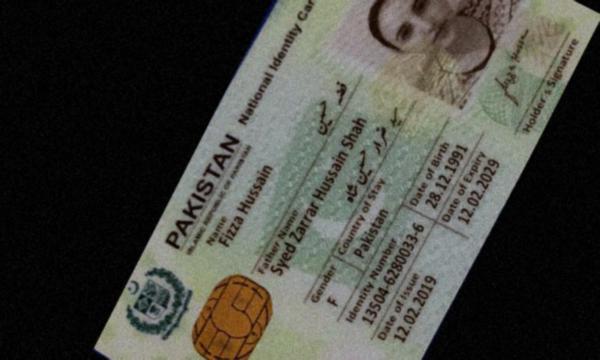 PAKISTAN National Identity Car
ISLAMIC REPUBLIC OF PAKISTAN
Name
Fizza Hussain
فضہ حسین
Father Name
Syed Zarrar Hussain Shah
سید ضرار حسین شاہ
Gender
F
Country of Stay
Pakistan
Identity Number
13504-6280033-6
Date of Birth
28.12.1991
Date of Issue
12.02.2019
Date of Expiry
12.02.2029
Holder's Signature